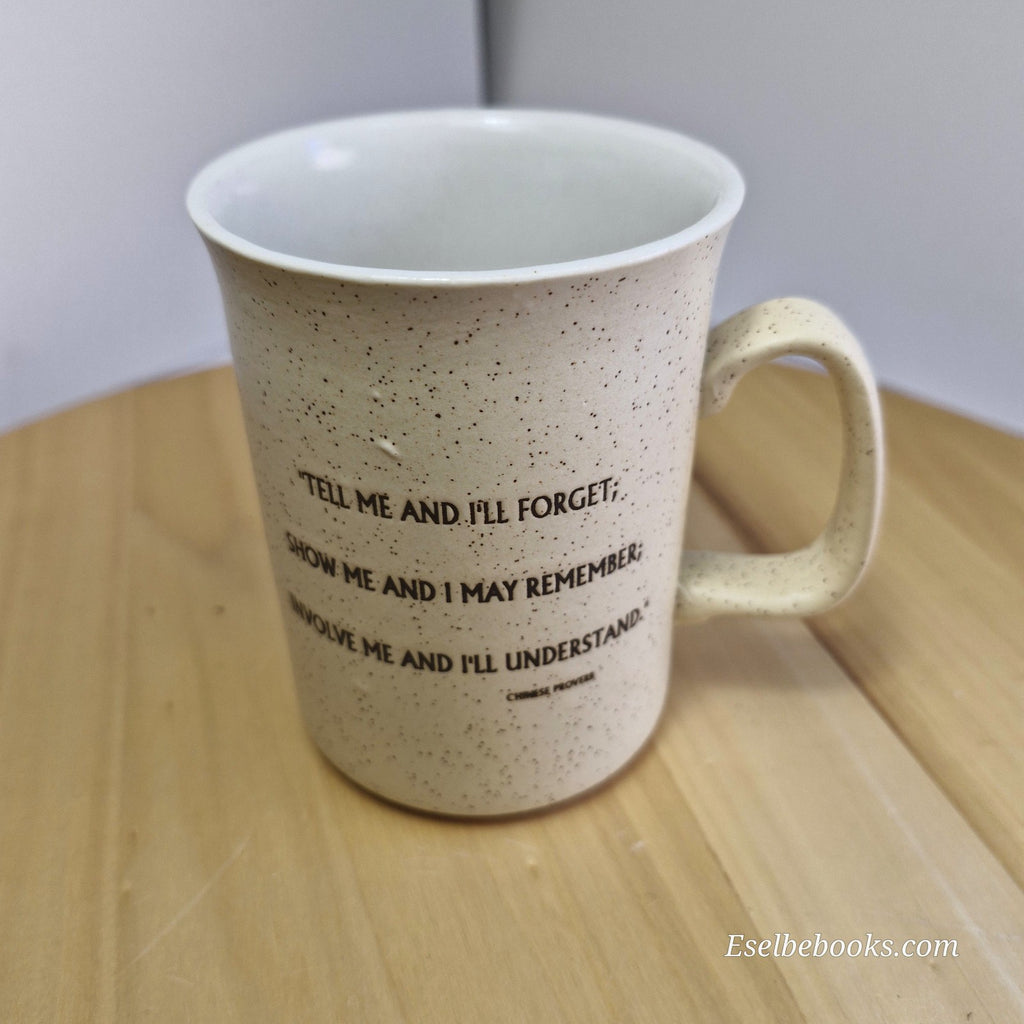 "TELL ME AND I'LL FORGET;
SHOW ME AND I MAY REMEMBER;
INVOLVE ME AND I'LL UNDERSTAND."
CHINESE PROVERB
Eselbebooks.com